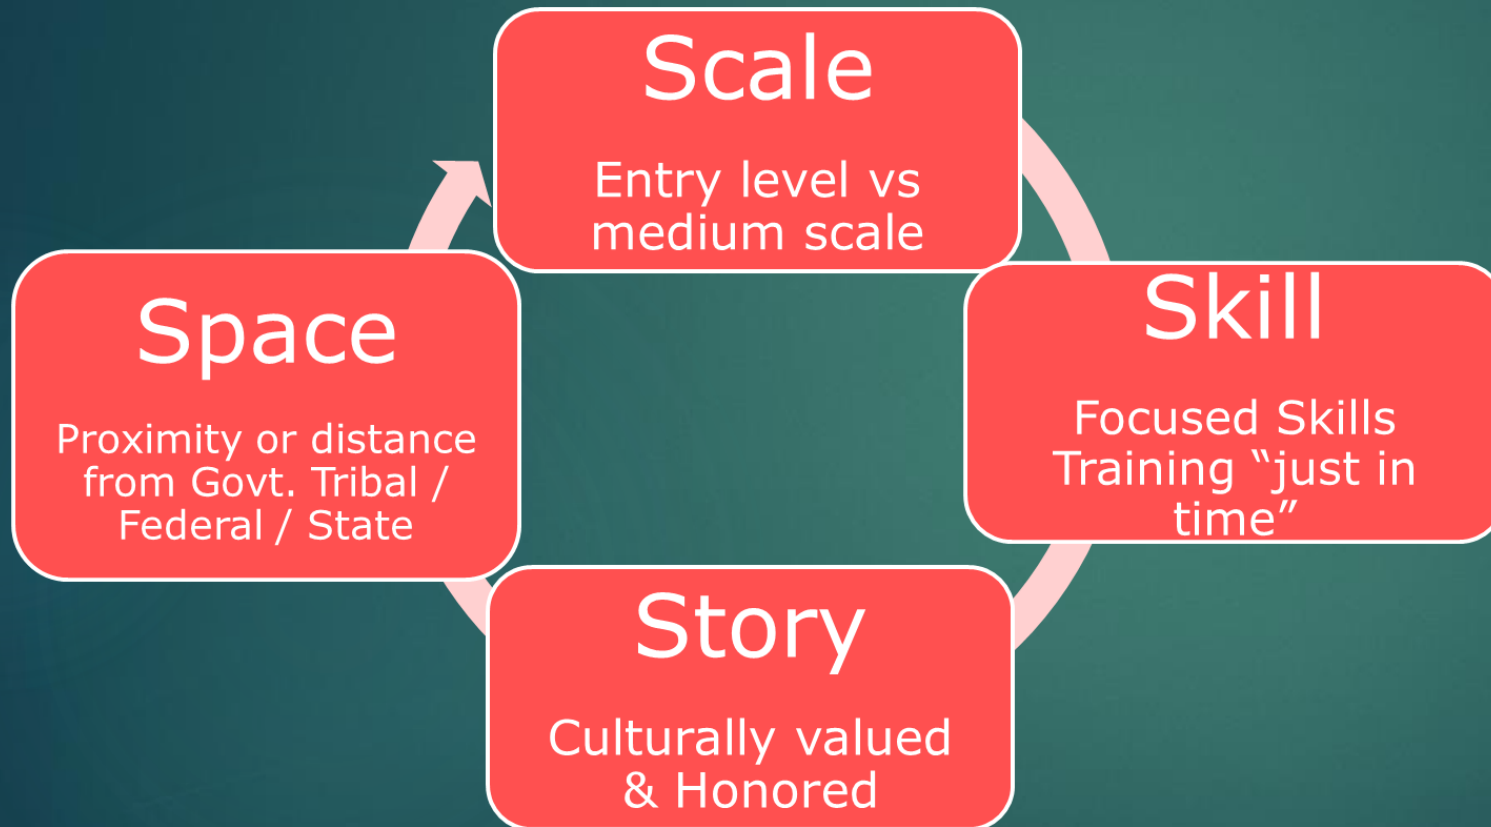 Scale
Entry level vs
medium scale
Skill
Focused Skills
Training “just in
time”
Story
Culturally valued
& Honored
Space
Proximity or distance
from Govt. Tribal /
Federal / State